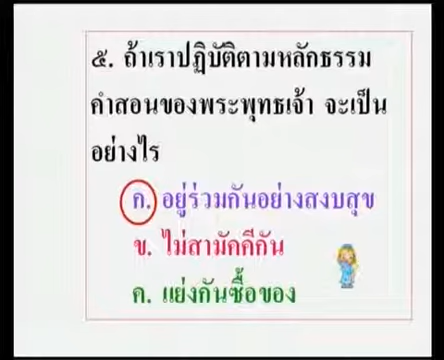 ๕. ถ้าเราปฏิบัติตามหลักธรรม
คำสอนของพระพุทธเจ้า จะเป็น
อย่างไร
ค. อยู่ร่วมกันอย่างสงบสุข
ข. ไม่สามัคคีกัน
ค. แย่งกันซื้อของ